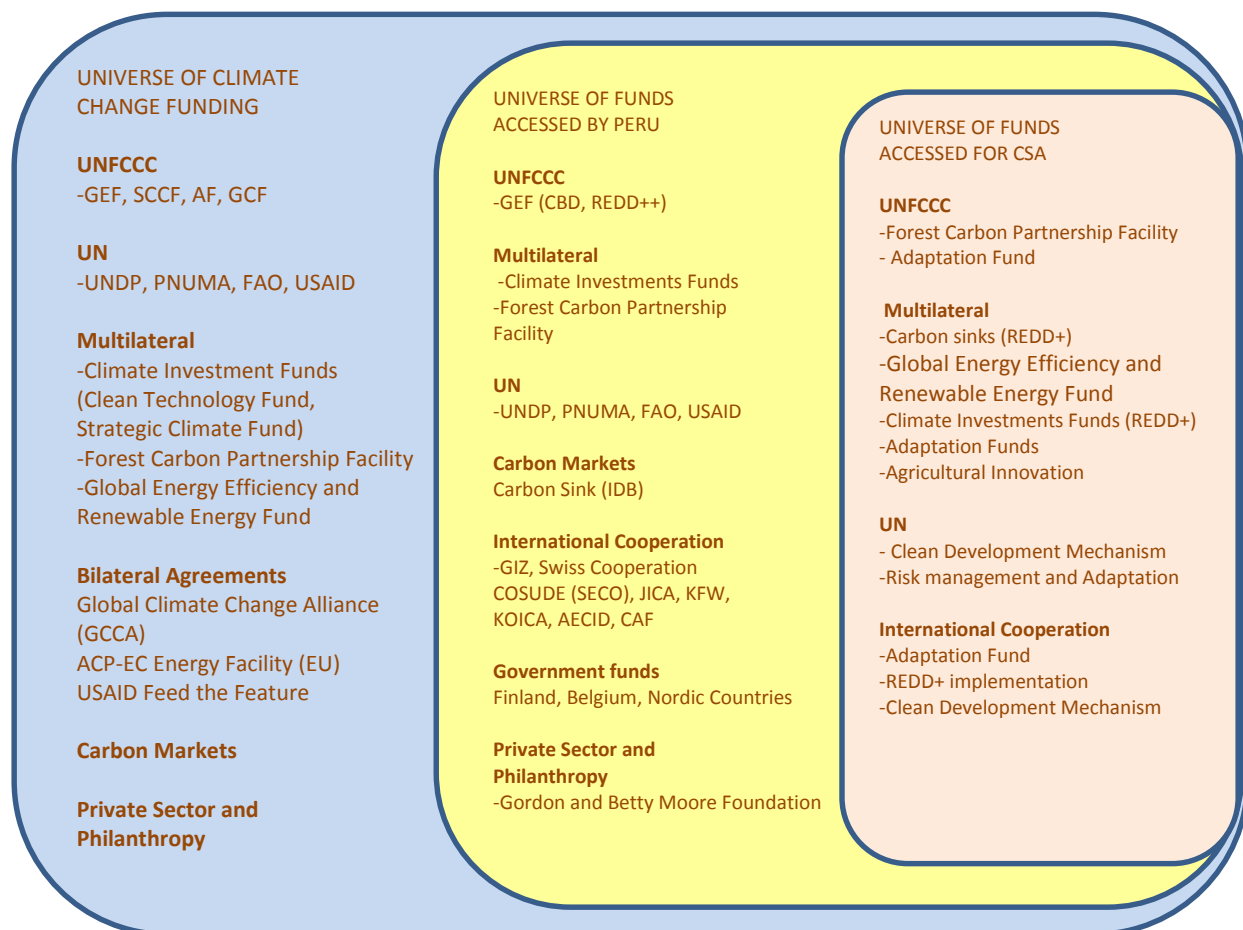 UNIVERSE OF CLIMATE
CHANGE FUNDING
UNFCCC
-GEF, SCCF, AF, GCF
UN
-UNDP, PNUMA, FAO, USAID
Multilateral
-Climate Investment Funds
(Clean Technology Fund,
Strategic Climate Fund)
-Forest Carbon Partnership Facility
-Global Energy Efficiency and
Renewable Energy Fund
Bilateral Agreements
Global Climate Change Alliance
(GCCA)
ACP-EC Energy Facility (EU)
USAID Feed the Feature
Carbon Markets
Private Sector and
Philanthropy
UNIVERSE OF FUNDS
ACCESSED BY PERU
UNFCCC
-GEF (CBD, REDD++)
Multilateral
-Climate Investments Funds
-Forest Carbon Partnership
Facility
UN
-UNDP, PNUMA, FAO, USAID
Carbon Markets
Carbon Sink (IDB)
International Cooperation
-GIZ, Swiss Cooperation
COSUDE (SECO), JICA, KFW,
KOICA, AECID, CAF
Government funds
Finland, Belgium, Nordic Countries
Private Sector and
Philanthropy
-Gordon and Betty Moore Foundation
UNIVERSE OF FUNDS
ACCESSED FOR CSA
UNFCCC
-Forest Carbon Partnership Facility
- Adaptation Fund
Multilateral
-Carbon sinks (REDD+)
-Global Energy Efficiency and
Renewable Energy Fund
-Climate Investments Funds (REDD+)
-Adaptation Funds
-Agricultural Innovation
UN
- Clean Development Mechanism
-Risk management and Adaptation
International Cooperation
-Adaptation Fund
-REDD+ implementation
-Clean Development Mechanism